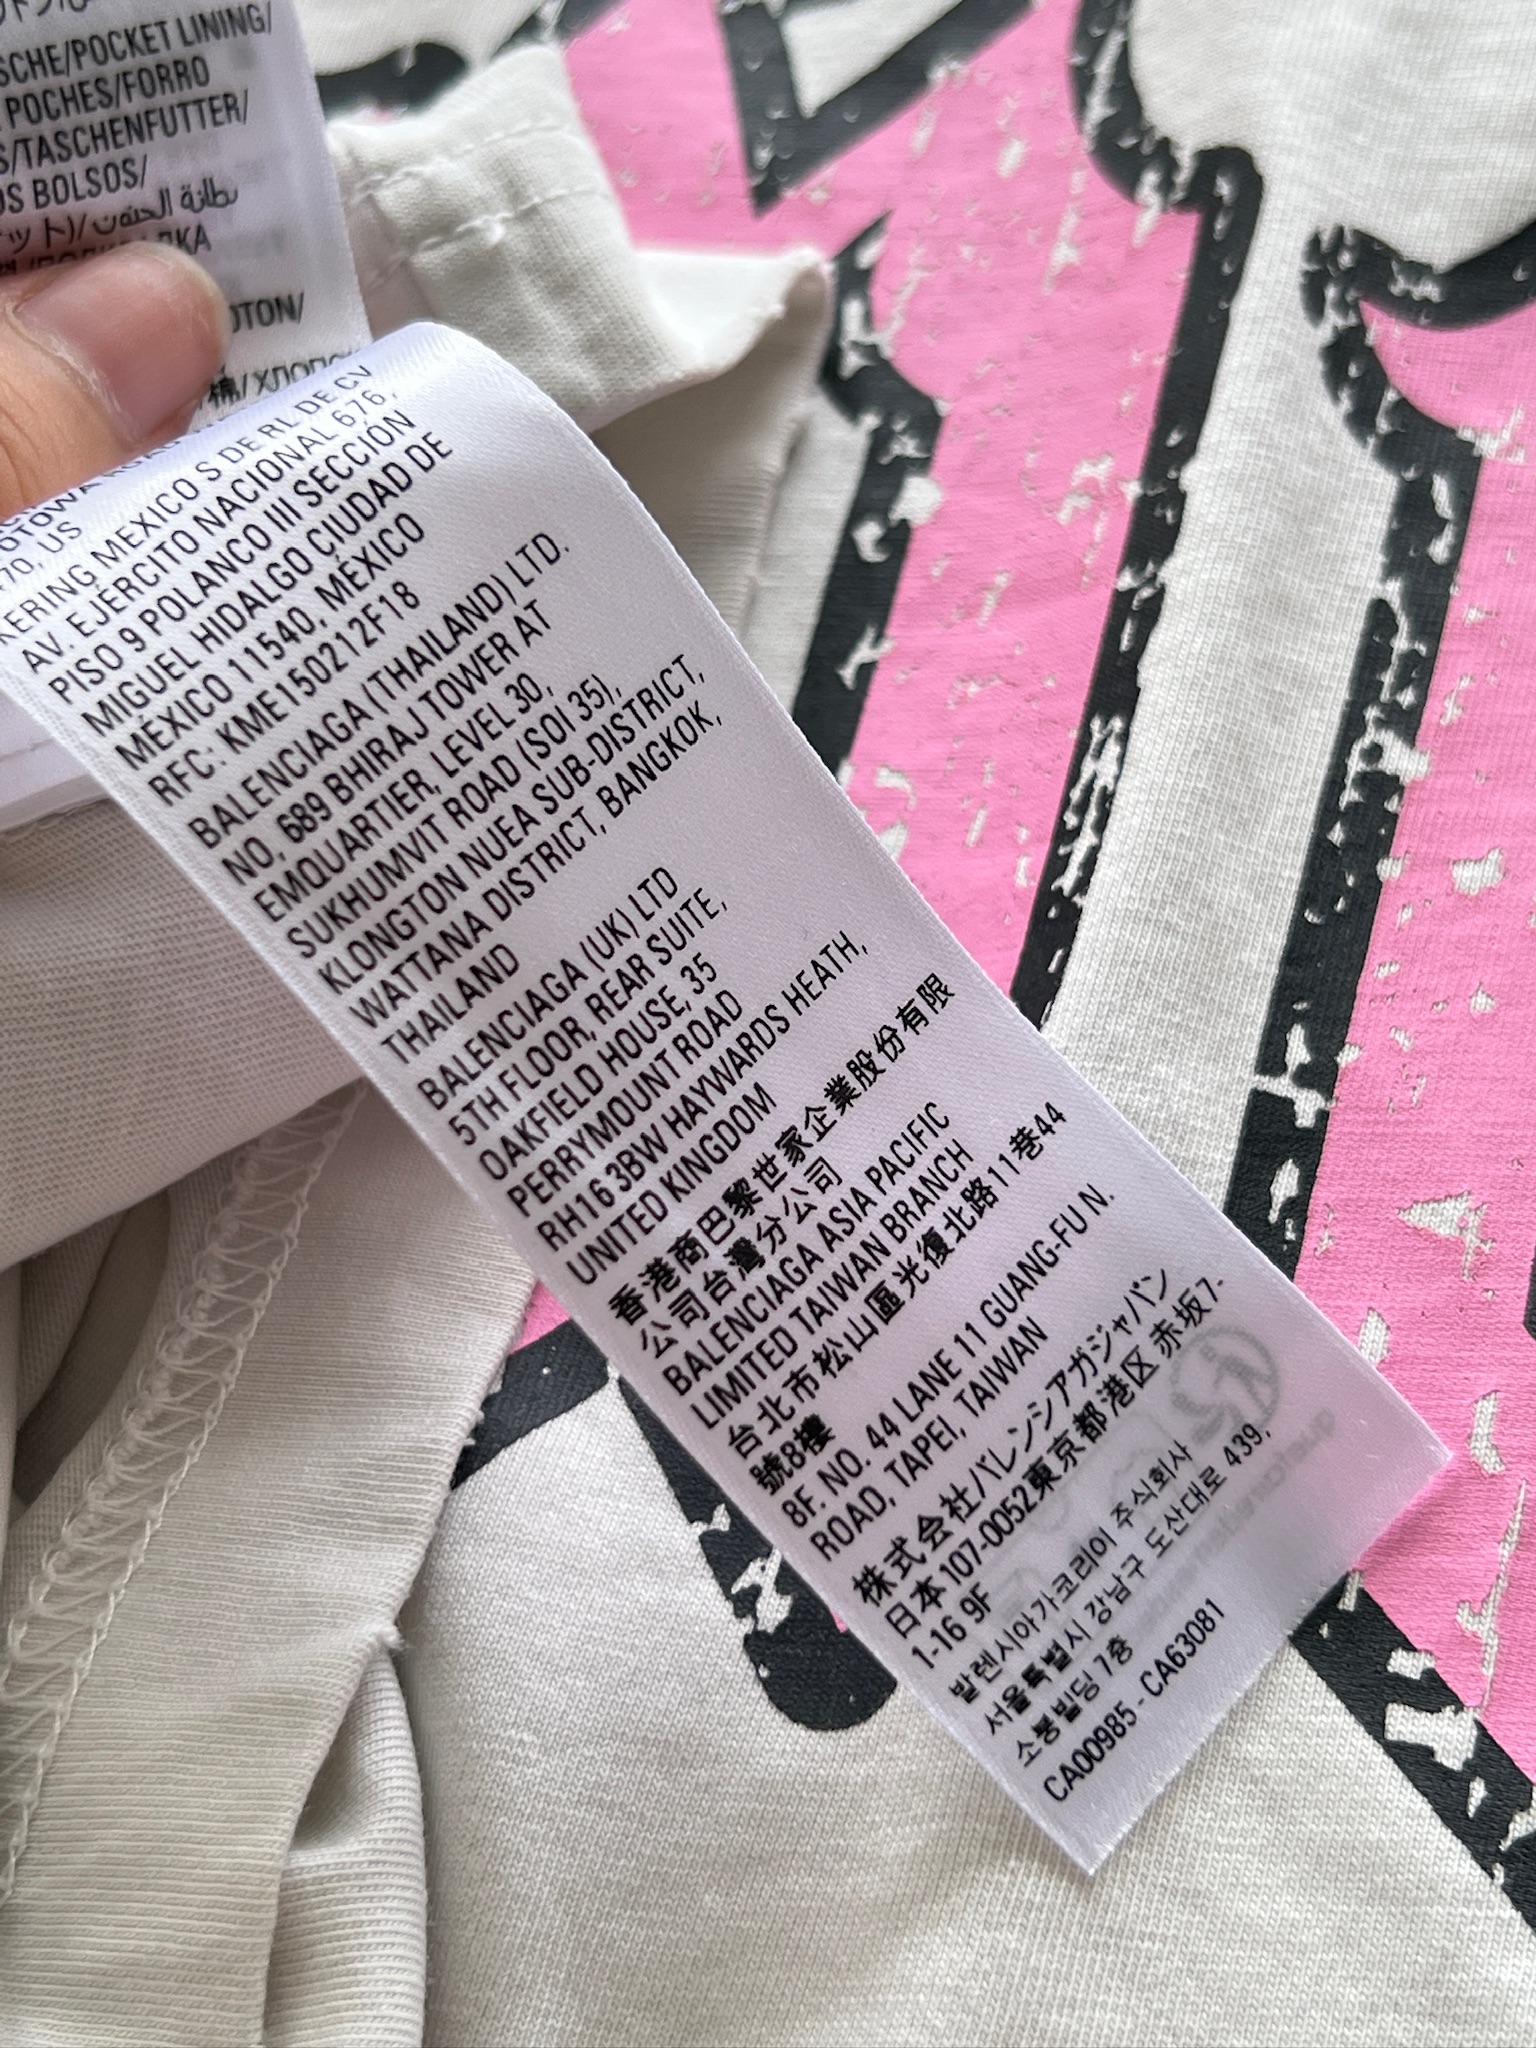 SCHE/POCKET LINING/
POCHES/FORRO
S/TASCHENFUTTER/
OS BOLSOS/
بطانة
OTON/
棉/ХЛОПОК
70, US
KERING MEXICO S DE RL DE CV
AV. EJÉRCITO NACIONAL 676,
PISO 9 POLANCO III SECCIÓN
MIGUEL HIDALGO CIUDAD DE
MÉXICO 11540, MÉXICO
RFC: KME150212F18
BALENCIAGA (THAILAND) LTD.
NO, 689 BHIRAJ TOWER AT
EMQUARTIER, LEVEL 30,
SUKHUMVIT ROAD (SOI 35),
KLONGTON NUEA SUB-DISTRICT,
WATTANA DISTRICT, BANGKOK,
THAILAND
BALENCIAGA (UK) LTD
5TH FLOOR, REAR SUITE,
OAKFIELD HOUSE, 35
PERRYMOUNT ROAD
RH16 3BW HAYWARDS HEATH,
UNITED KINGDOM
香港商巴黎世家企業股份有限
公司台灣分公司
BALENCIAGA ASIA PACIFIC
LIMITED TAIWAN BRANCH
台北市松山區光復北路11巷44
號8樓
8F. NO. 44 LANE 11 GUANG-FU N.
ROAD, TAPEI, TAIWAN
株式会社バレンシアガジャパン
日本107-0052東京都港区赤坂7-
1-16 9F
발렌시아가코리아 주식회사
서울특별시 강남구 도산대로 439,
소봉빌딩 7층
CA00985 - CA63081